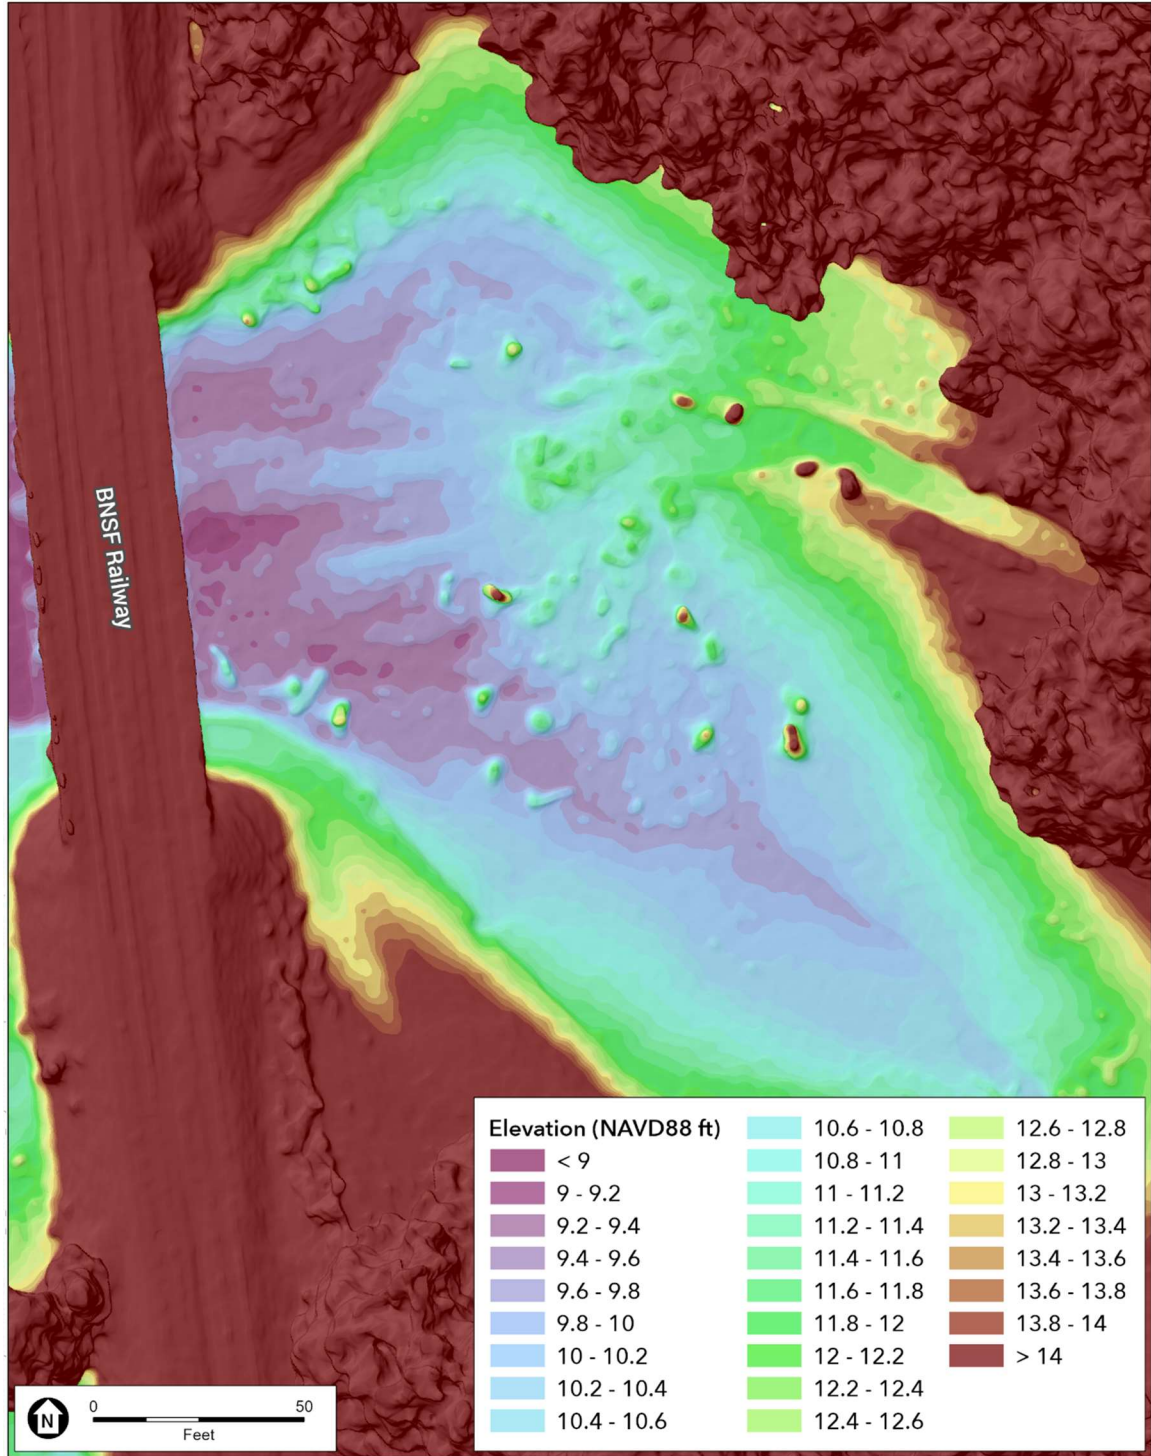 BNSF Railway
Elevation (NAVD88 ft)
< 9
9 - 9.2
9.2 - 9.4
9.4 - 9.6
9.6 - 9.8
9.8 - 10
10 - 10.2
10.2 - 10.4
10.4 - 10.6
10.6 - 10.8
10.8 - 11
11 - 11.2
11.2 - 11.4
11.4 - 11.6
11.6 - 11.8
11.8 - 12
12 - 12.2
12.2 - 12.4
12.4 - 12.6
12.6 - 12.8
12.8 - 13
13 - 13.2
13.2 - 13.4
13.4 - 13.6
13.6 - 13.8
13.8 - 14
> 14
N
0 50
Feet